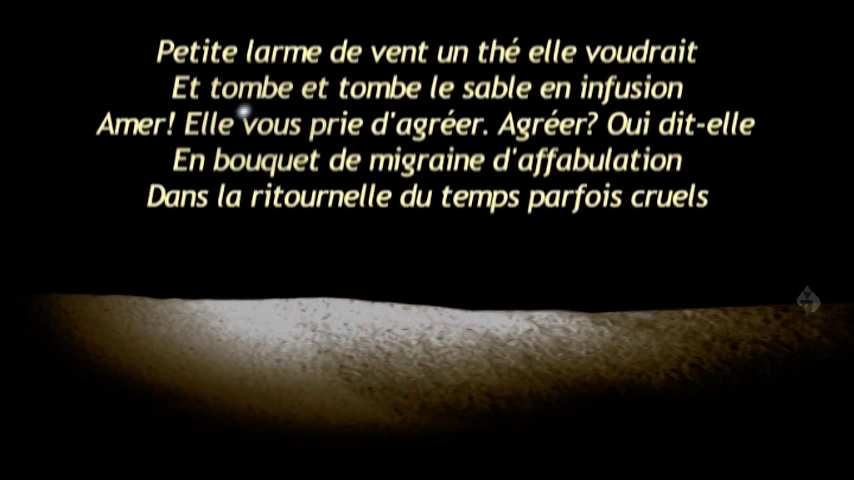 Petite larme de vent un thé elle voudrait
Et tombe et tombe le sable en infusion
Amer! Elle vous prie d'agréer. Agréer? Oui dit-elle
En bouquet de migraine d'affabulation
Dans la ritournelle du temps parfois cruels